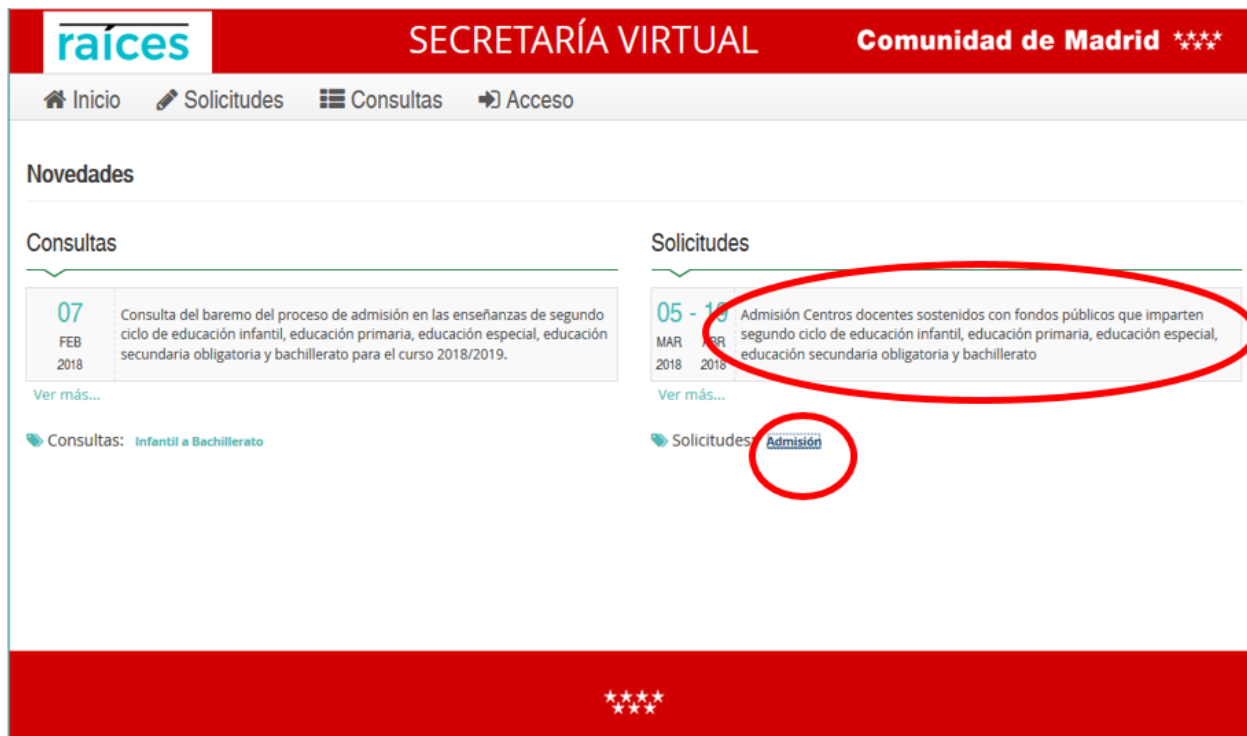 raíces
SECRETARÍA VIRTUAL
Comunidad de Madrid
Inicio Solicitudes Consultas Acceso
Novedades
Consultas
07
FEB
2018
Consulta del baremo del proceso de admisión en las enseñanzas de segundo
ciclo de educación infantil, educación primaria, educación especial, educación
secundaria obligatoria y bachillerato para el curso 2018/2019.
Ver más...
Consultas: Infantil a Bachillerato
Solicitudes
05 -
MAR ABR
2018 2018
Admisión Centros docentes sostenidos con fondos públicos que imparten
segundo ciclo de educación infantil, educación primaria, educación especial,
educación secundaria obligatoria y bachillerato
Ver más...
Solicitudes: Admisión